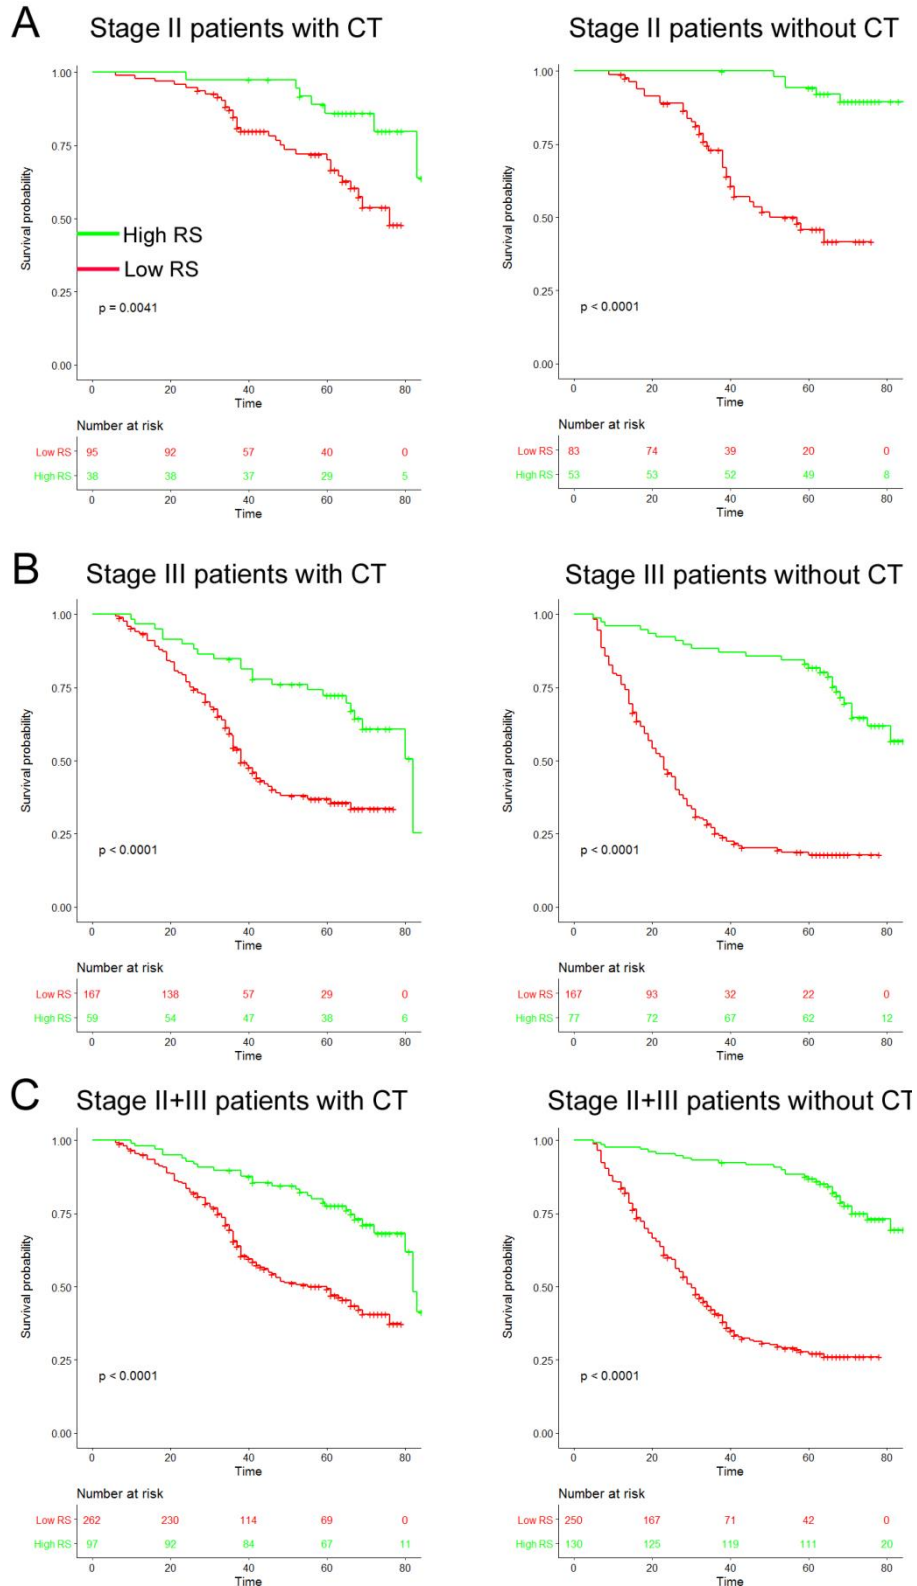 A
Stage II patients with CT
Stage II patients without CT
Survival probability
1.00
0.75
0.50
0.25
0.00
High RS
Low RS
p = 0.0041
0 20 40 60 80
Time
Number at risk
Low RS 95 92 57 40 0
High RS 38 38 37 29 5
0 20 40 60 80
Time
Survival probability
1.00
0.75
0.50
0.25
0.00
p < 0.0001
0 20 40 60 80
Time
Number at risk
Low RS 83 74 39 20 0
High RS 53 53 52 49 8
0 20 40 60 80
Time
B
Stage III patients with CT
Stage III patients without CT
Survival probability
1.00
0.75
0.50
0.25
0.00
p < 0.0001
0 20 40 60 80
Time
Number at risk
Low RS 167 138 57 29 0
High RS 59 54 47 38 6
0 20 40 60 80
Time
Survival probability
1.00
0.75
0.50
0.25
0.00
p < 0.0001
0 20 40 60 80
Time
Number at risk
Low RS 167 93 32 22 0
High RS 77 72 67 62 12
0 20 40 60 80
Time
C
Stage II+III patients with CT
Stage II+III patients without CT
Survival probability
1.00
0.75
0.50
0.25
0.00
p < 0.0001
0 20 40 60 80
Time
Number at risk
Low RS 262 230 114 69 0
High RS 97 92 84 67 11
0 20 40 60 80
Time
Survival probability
1.00
0.75
0.50
0.25
0.00
p < 0.0001
0 20 40 60 80
Time
Number at risk
Low RS 250 167 71 42 0
High RS 130 125 119 111 20
0 20 40 60 80
Time